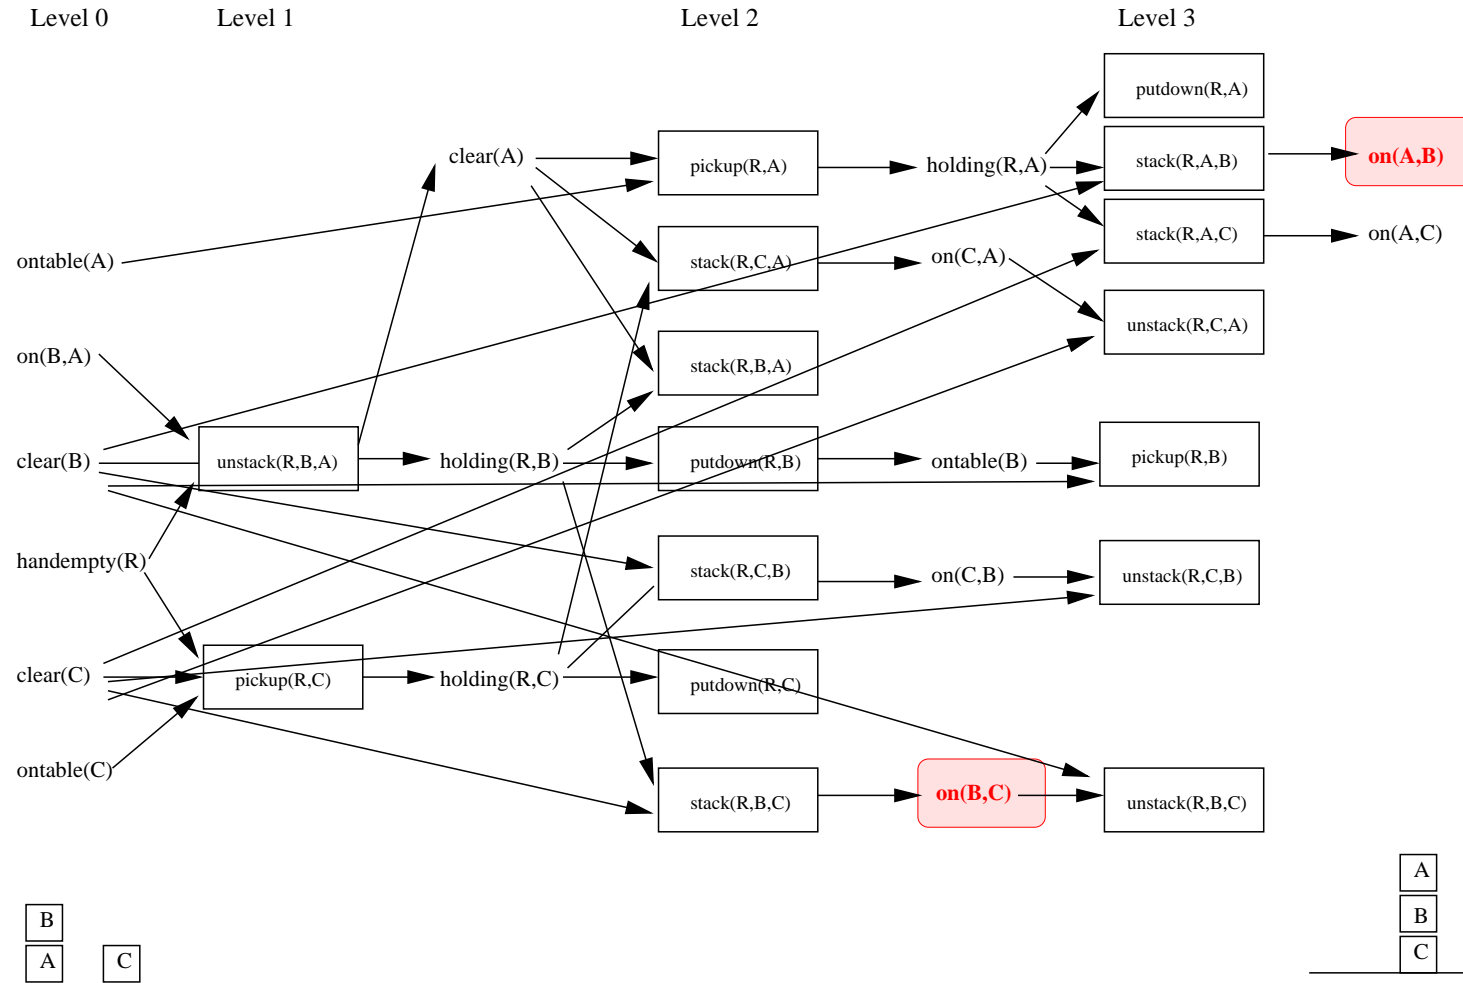 Level 0
Level 1
Level 2
Level 3
putdown(R,A)
clear(A)
pickup(R,A)
holding(R,A)
stack(R,A,B)
on(A,B)
ontable(A)
stack(R,C,A)
on(C,A)
stack(R,A,C)
on(A,C)
unstack(R,C,A)
on(B,A)
stack(R,B,A)
clear(B)
unstack(R,B,A)
holding(R,B)
putdown(R,B)
ontable(B)
pickup(R,B)
handempty(R)
stack(R,C,B)
on(C,B)
unstack(R,C,B)
clear(C)
pickup(R,C)
holding(R,C)
putdown(R,C)
ontable(C)
stack(R,B,C)
on(B,C)
unstack(R,B,C)
B
A
C
A
B
C